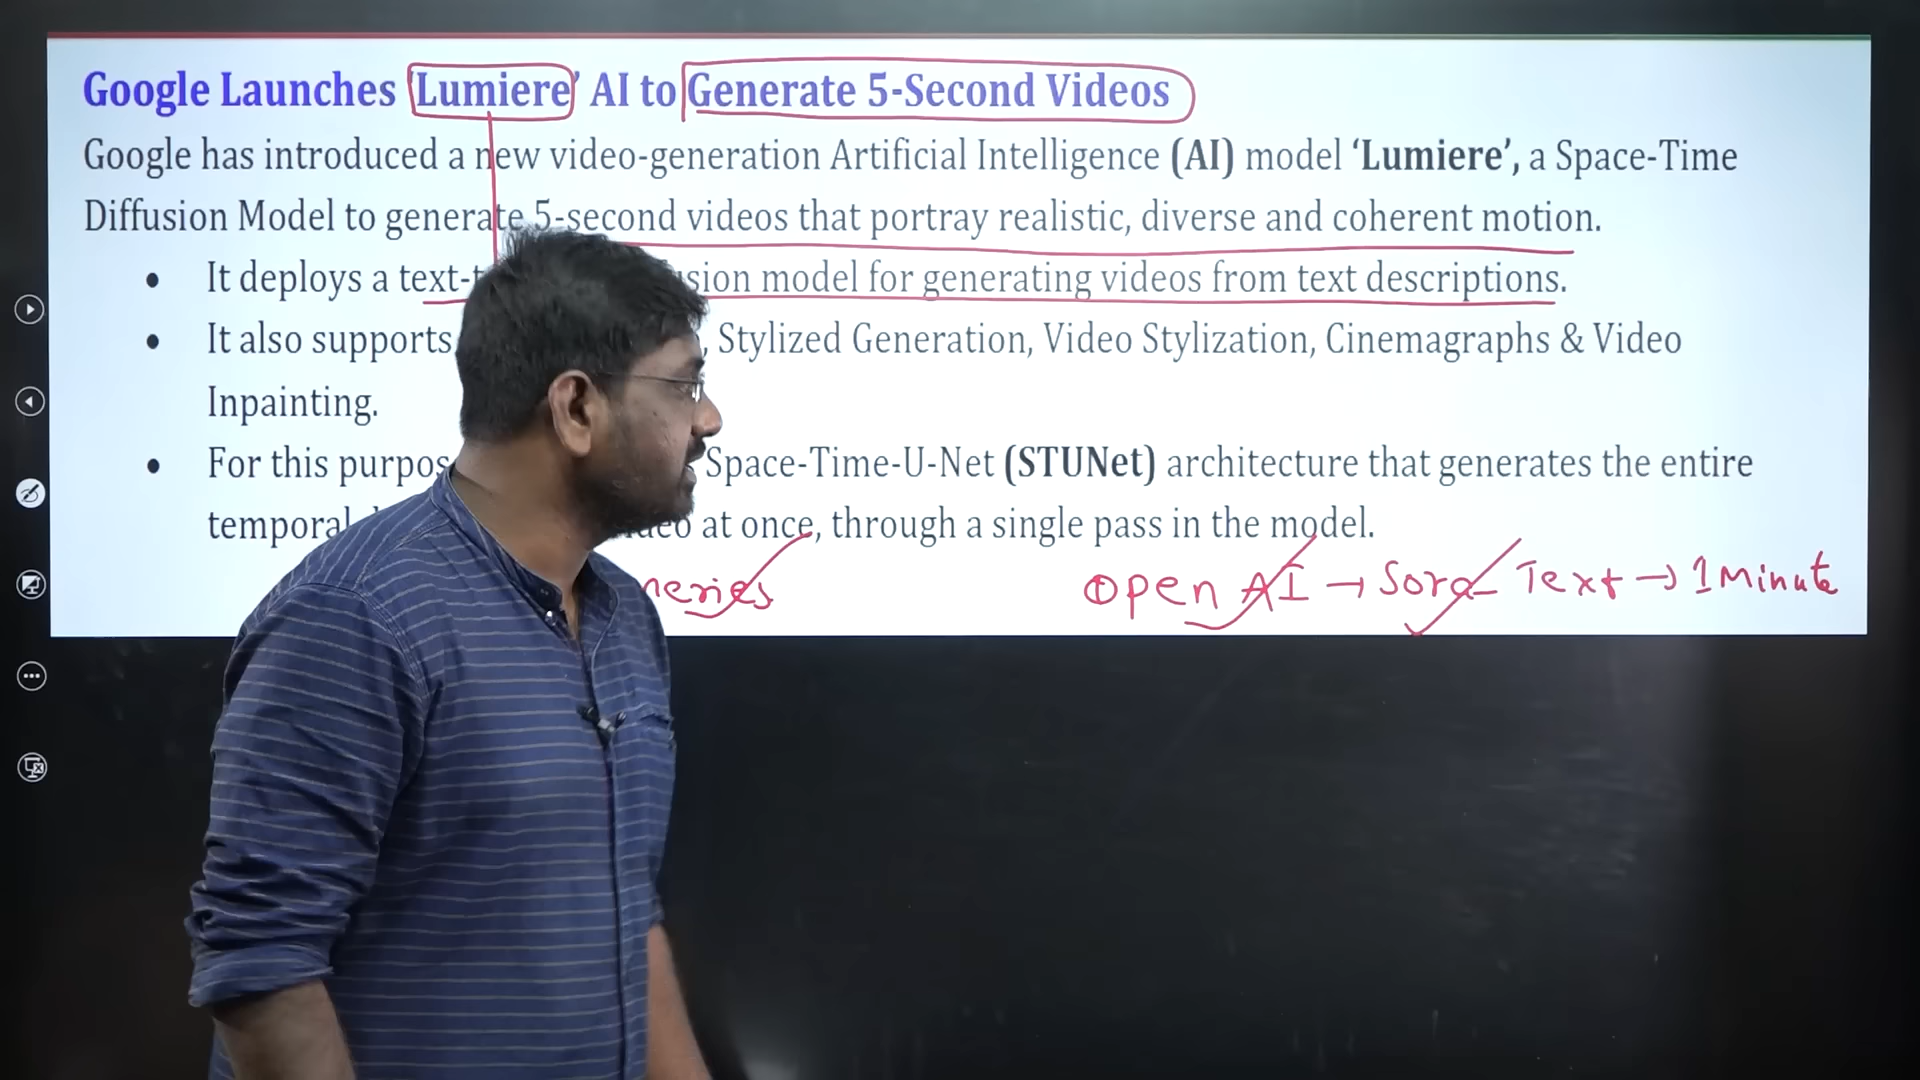 Google Launches 'Lumiere' AI to Generate 5-Second Videos
Google has introduced a new video-generation Artificial Intelligence (AI) model ‘Lumiere’, a Space-Time
Diffusion Model to generate 5-second videos that portray realistic, diverse and coherent motion.
• It deploys a model for generating videos from text descriptions.
• It also supports , Stylized Generation, Video Stylization, Cinemagraphs & Video
Inpainting.
• For this Space-Time-U-Net (STUNet) architecture that generates the entire
temporal at once, through a single pass in the model.
Open AI → Sora Text → 1 Minute